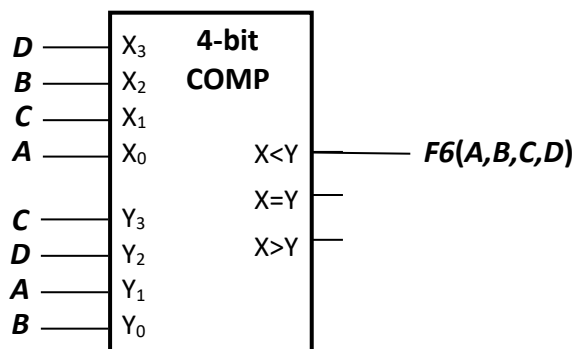 4-bit
COMP
D X₃
B X₂
C X₁
A X₀
X<Y F6(A,B,C,D)
X=Y
C Y₃
X>Y
D Y₂
A Y₁
B Y₀